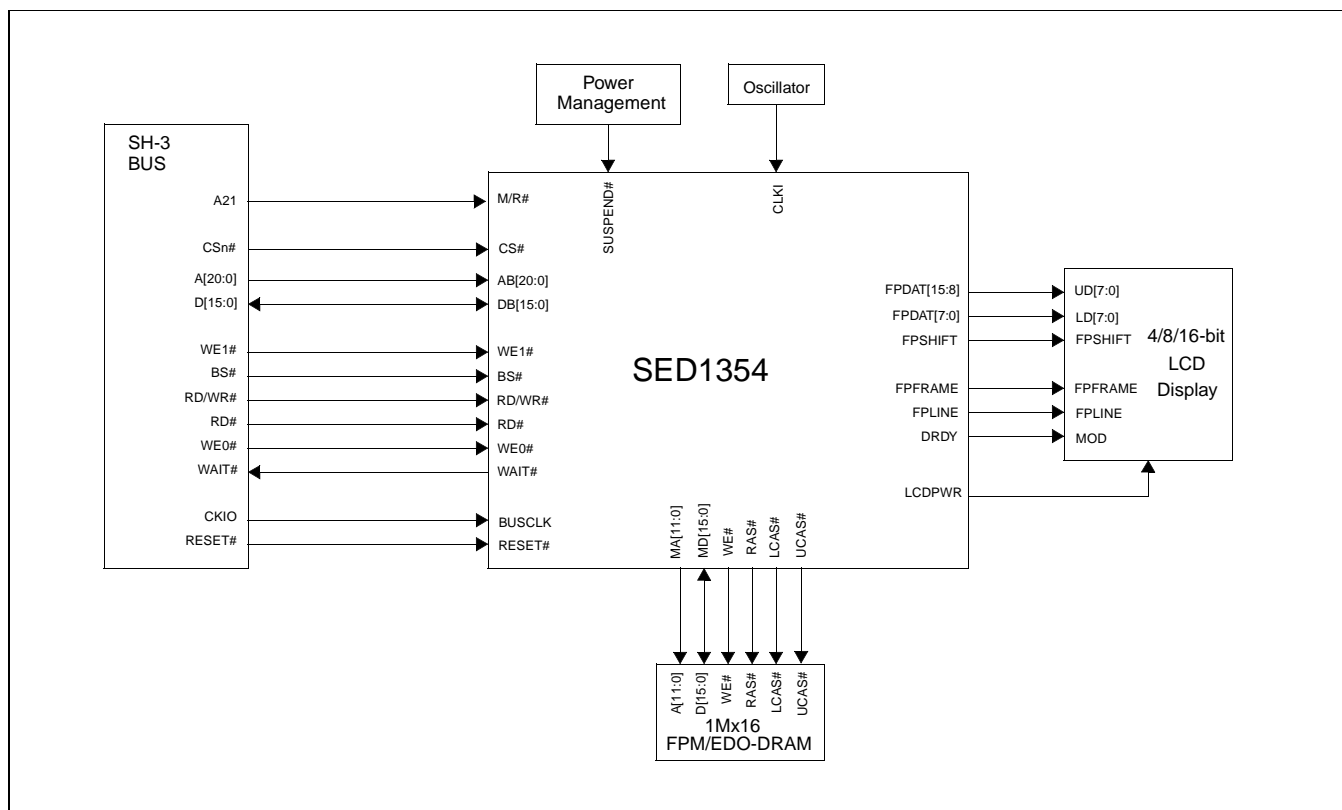 Power
Management
Oscillator
SH-3
BUS
A21
CSn#
A[20:0]
D[15:0]
WE1#
BS#
RD/WR#
RD#
WE0#
WAIT#
CKIO
RESET#
M/R#
CS#
AB[20:0]
DB[15:0]
WE1#
BS#
RD/WR#
RD#
WE0#
WAIT#
BUSCLK
RESET#
SUSPEND#
CLKI
SED1354
FPDAT[15:8]
FPDAT[7:0]
FPSHIFT
FPFRAME
FPLINE
DRDY
LCDPWR
UD[7:0]
LD[7:0]
FPSHIFT
FPFRAME
FPLINE
MOD
4/8/16-bit
LCD
Display
MA[11:0]
MD[15:0]
WE#
RAS#
LCAS#
UCAS#
A[11:0]
D[15:0]
WE#
RAS#
LCAS#
UCAS#
1Mx16
FPM/EDO-DRAM